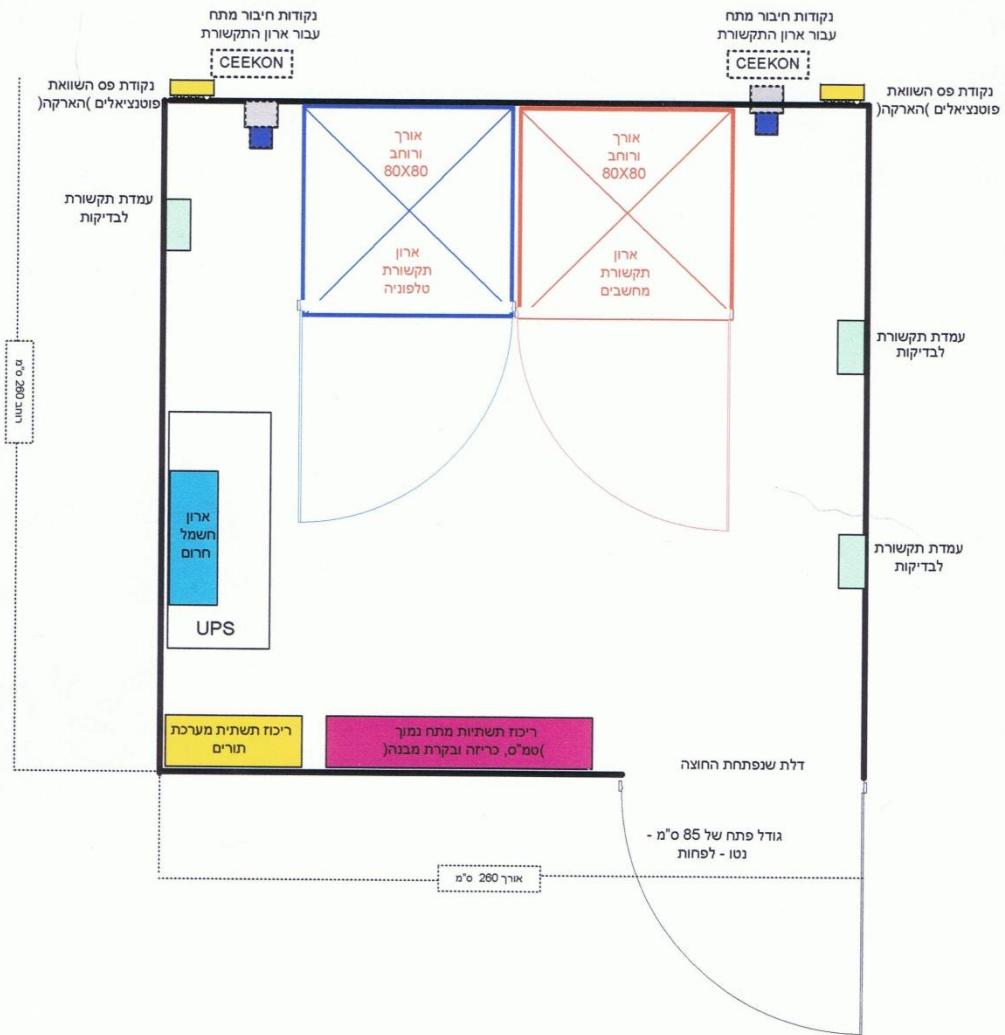 נקודות חיבור מתח
עבור ארון התקשורת
CEEKON
נקודות חיבור מתח
עבור ארון התקשורת
CEEKON
נקודת פס השוואת
פוטנציאלים )הארקה(
נקודת פס השוואת
פוטנציאלים )הארקה(
אורך
ורוחב
80X80
ארון
תקשורת
מחשבים
אורך
ורוחב
80X80
ארון
תקשורת
טלפוניה
עמדת תקשורת
לבדיקות
עמדת תקשורת
לבדיקות
עמדת תקשורת
לבדיקות
רוחב 260 ס"מ
ארון
חשמל
חרום
UPS
ריכוז תשתיות מתח נמוך
)טמ"ס, כריזה ובקרת מבנה(
ריכוז תשתית מערכת
תורים
דלת שנפתחת החוצה
גודל פתח של 85 ס"מ -
נטו - לפחות
אורך 260 ס"מ